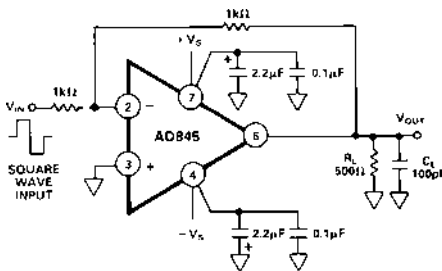 1kΩ
+VS
+
2.2µF
0.1µF
VIN
1kΩ
2
−
7
AD845
6
VOUT
3
+
4
SQUARE
WAVE
INPUT
RL
500Ω
CL
100pF
−VS
2.2µF
0.1µF
+